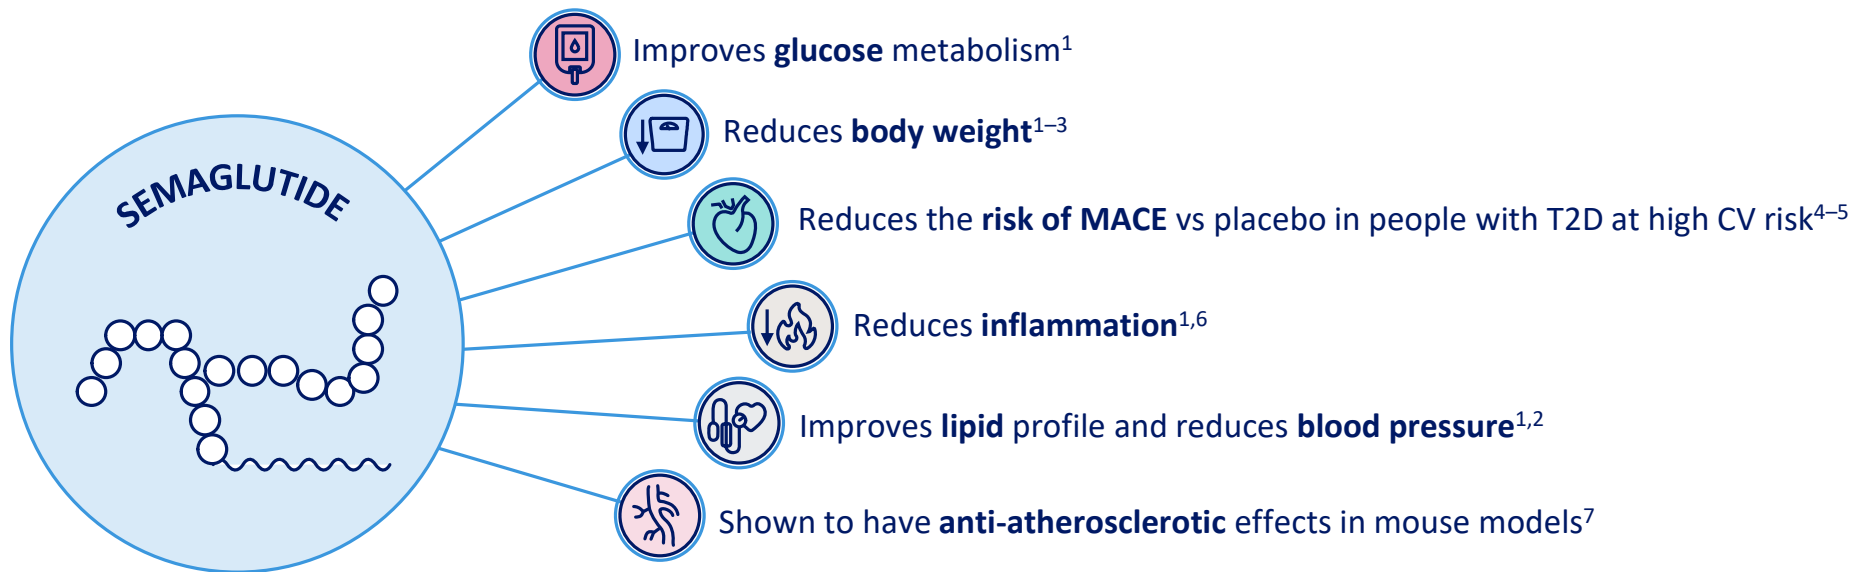 SEMAGLUTIDE
Improves glucose metabolism¹
Reduces body weight¹⁻³
Reduces the risk of MACE vs placebo in people with T2D at high CV risk⁴⁻⁵
Reduces inflammation¹,⁶
Improves lipid profile and reduces blood pressure¹,²
Shown to have anti-atherosclerotic effects in mouse models⁷